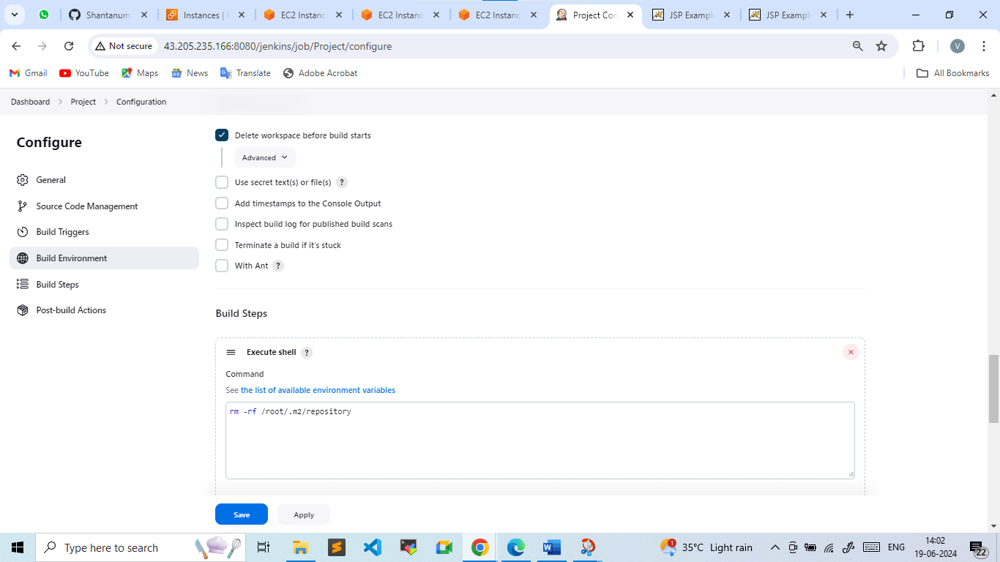 Shantanum
Instances | E
EC2 Instanc
EC2 Instanc
EC2 Instanc
Project Con
JSP Exampl
JSP Exampl
Not secure
43.205.235.166:8080/jenkins/job/Project/configure
V
Gmail
YouTube
Maps
News
Translate
Adobe Acrobat
All Bookmarks
Dashboard
Project
Configuration
Configure
General
Source Code Management
Build Triggers
Build Environment
Build Steps
Post-build Actions
Delete workspace before build starts
Advanced
Use secret text(s) or file(s) ?
Add timestamps to the Console Output
Inspect build log for published build scans
Terminate a build if it's stuck
With Ant ?
Build Steps
Execute shell ?
Command
See the list of available environment variables
rm -rf /root/.m2/repository
Save
Apply
Type here to search
1
35°C Light rain
ENG
14:02
19-06-2024
22